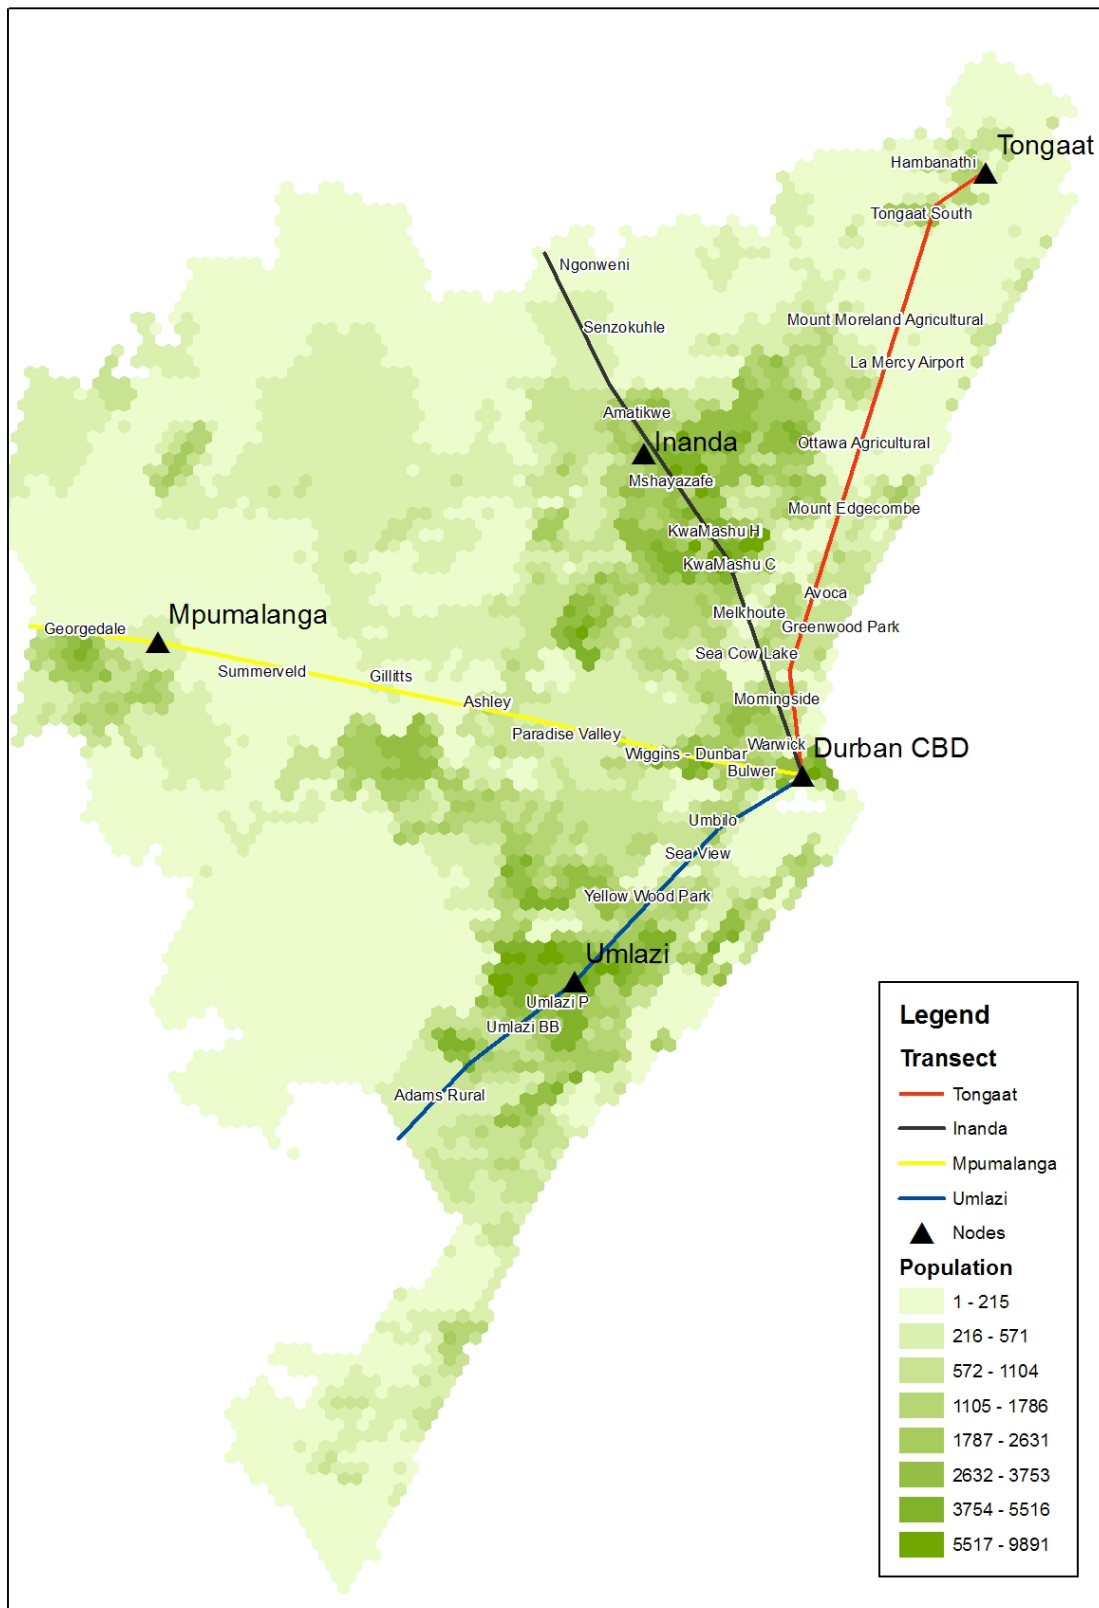 Tongaat
Hambanathi
Tongaat South
Ngonweni
Mount Moreland Agricultural
Senzokuhle
La Mercy Airport
Amatikwe
Inanda
Ottawa Agricultural
Mshayazafe
Mount Edgecombe
KwaMashu H
KwaMashu C
Avoca
Mpumalanga
Melkhoute
Georgedale
Greenwood Park
Sea Cow Lake
Summerveld
Gillitts
Morningside
Ashley
Paradise Valley
Warwick
Durban CBD
Wiggins - Dunbar
Bulwer
Umbilo
Sea View
Yellow Wood Park
Umlazi
Umlazi P
Umlazi BB
Adams Rural
Legend
Transect
Tongaat
Inanda
Mpumalanga
Umlazi
Nodes
Population
1 - 215
216 - 571
572 - 1104
1105 - 1786
1787 - 2631
2632 - 3753
3754 - 5516
5517 - 9891